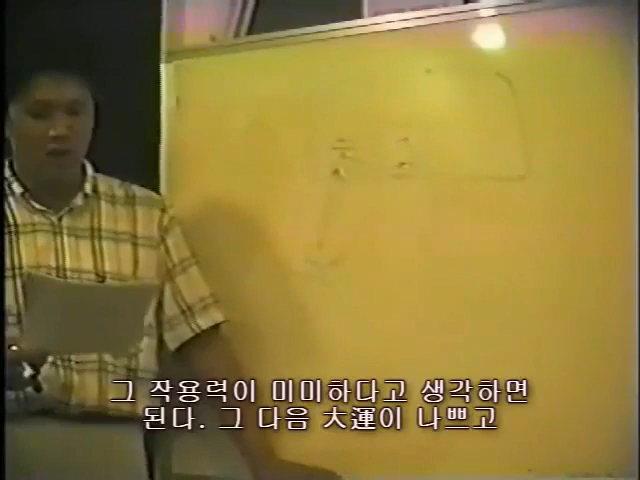 그 작용력이 미미하다고 생각하면
된다. 그 다음 大運이 나쁘고